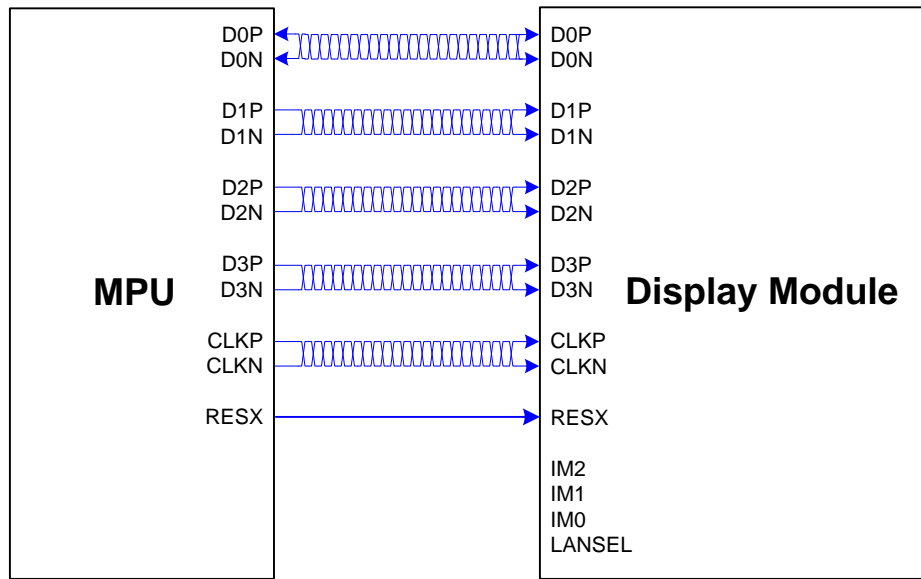 D0P
D0N
D1P
D1N
D2P
D2N
D3P
D3N
CLKP
CLKN
RESX
MPU
D0P
D0N
D1P
D1N
D2P
D2N
D3P
D3N
CLKP
CLKN
RESX
IM2
IM1
IM0
LANSEL
Display Module